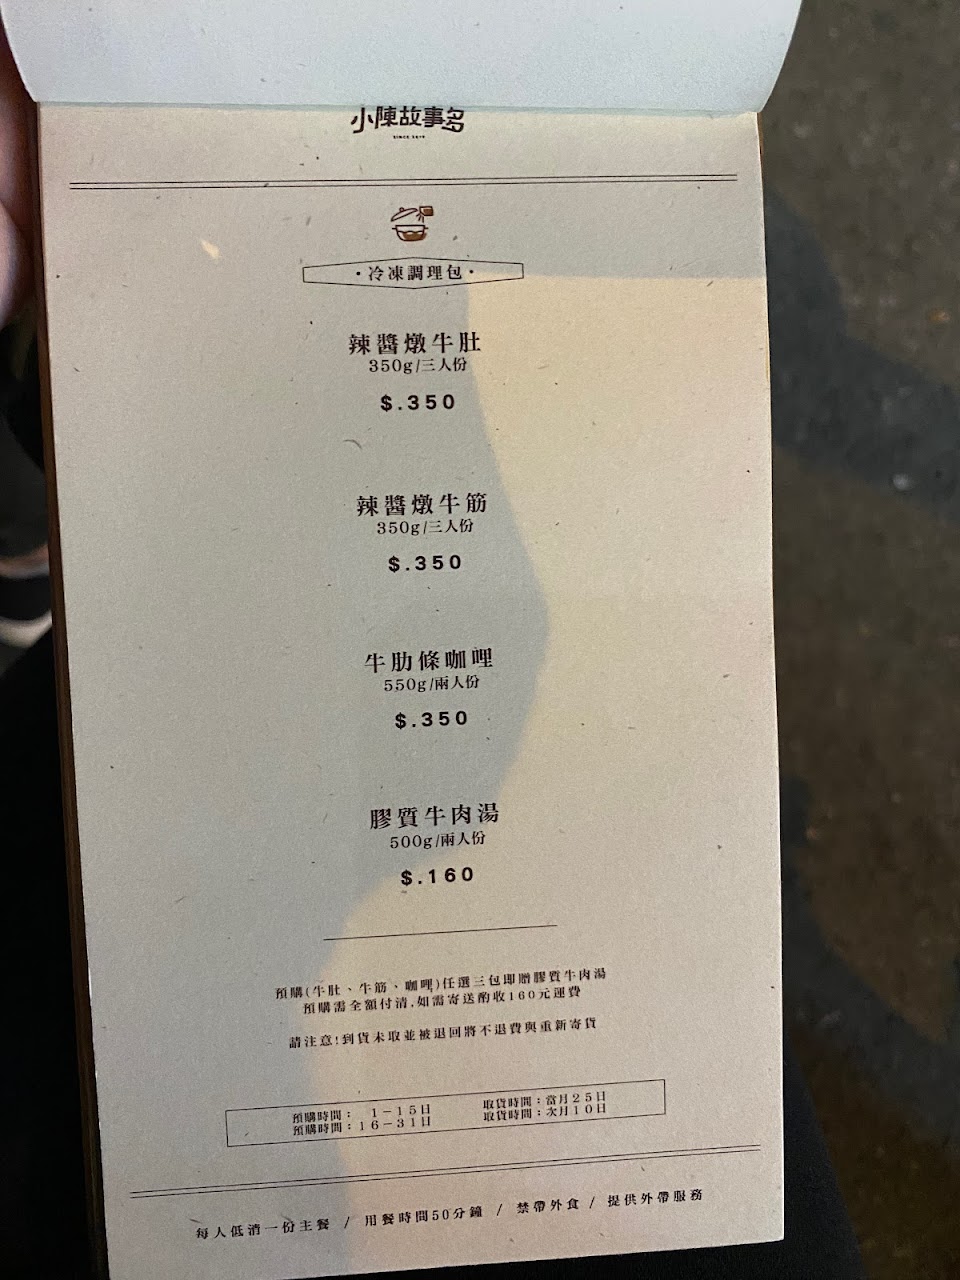 小陳故事多
·冷凍調理包·
辣醬燉牛肚
350g/三人份
$.350
辣醬燉牛筋
350g/三人份
$.350
牛肋條咖哩
550g/兩人份
$.350
膠質牛肉湯
500g/兩人份
$.160
預購(牛肚、牛筋、咖哩)任選三包即贈膠質牛肉湯
預購需全額付清,如需寄送酌收160元運費
請注意!到貨未取並被退回將不退費與重新寄貨
預購時間： 1－15日 取貨時間：當月25日
預購時間：16－31日 取貨時間：次月10日
每人低消一份主餐 / 用餐時間50分鐘 / 禁帶外食 / 提供外帶服務